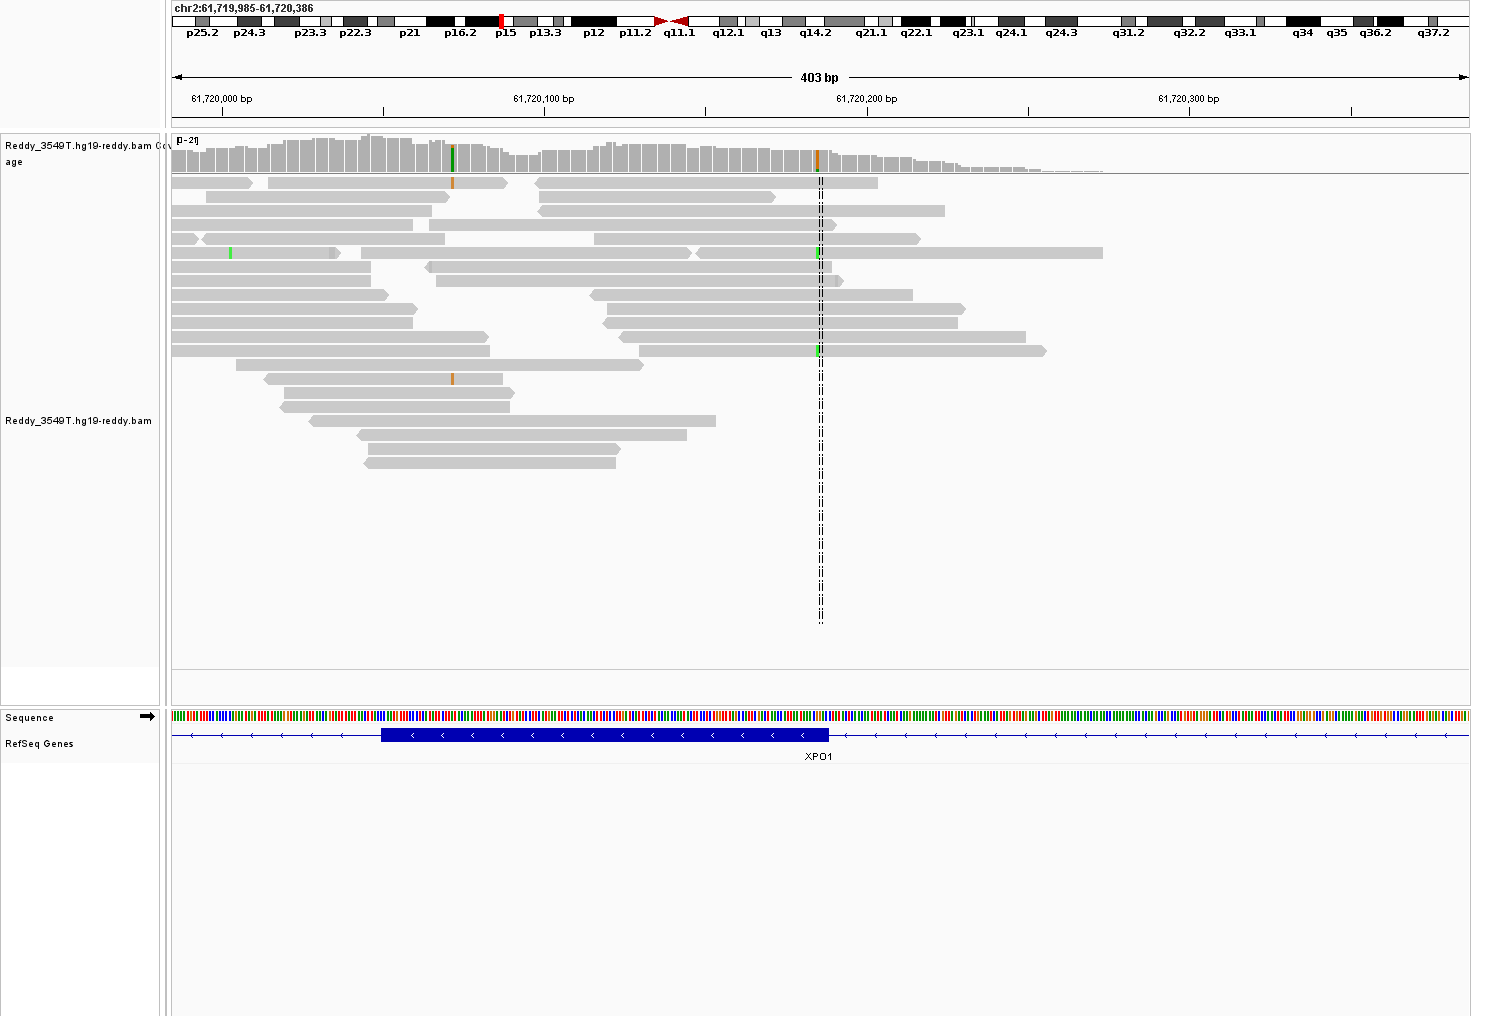 chr2:61,719,985-61,720,386
p25.2 p24.3 p23.3 p22.3 p21 p16.2 p15 p13.3 p12 p11.2 q11.1 q12.1 q13 q14.2 q21.1 q22.1 q23.1 q24.1 q24.3 q31.2 q32.2 q33.1 q34 q35 q36.2 q37.2
403 bp
61,720,000 bp 61,720,100 bp 61,720,200 bp 61,720,300 bp
[0-21]
Reddy_3549T.hg19-reddy.bam Cov
age
Reddy_3549T.hg19-reddy.bam
Sequence
RefSeq Genes
XPO1